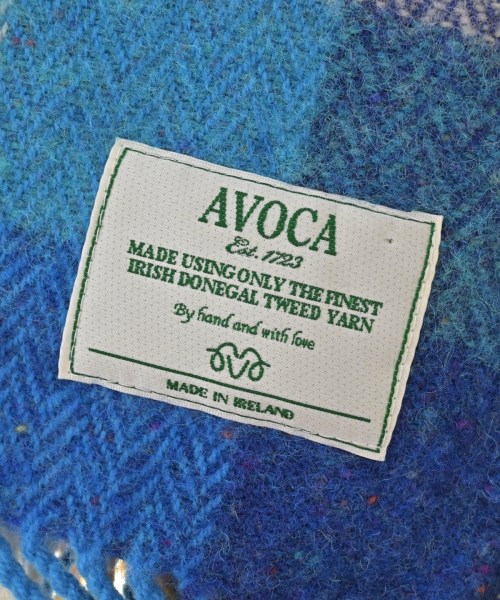 AVOCA
Est. 1723
MADE USING ONLY THE FINEST
IRISH DONEGAL TWEED YARN
By hand and with love
MADE IN IRELAND